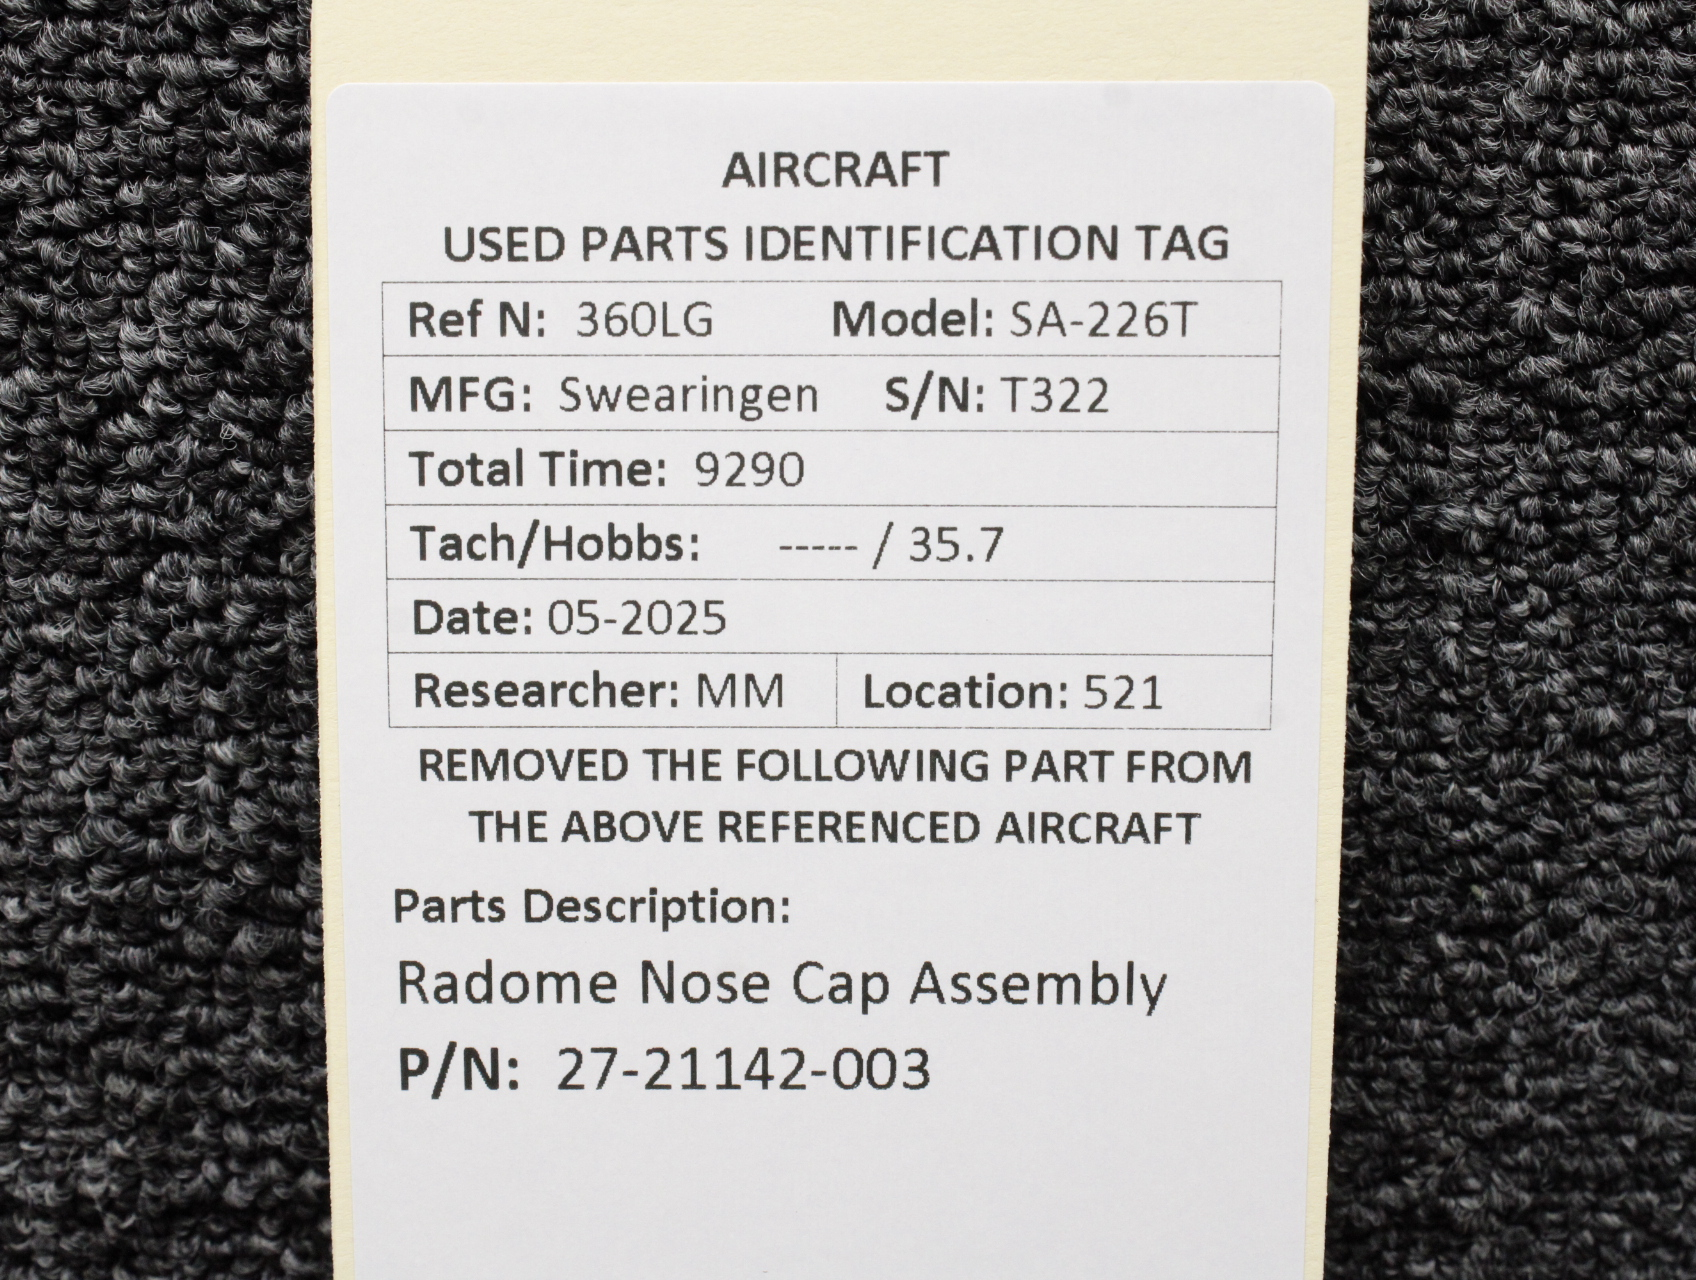 AIRCRAFT
USED PARTS IDENTIFICATION TAG
Ref N: 360LG Model: SA-226T
MFG: Swearingen S/N: T322
Total Time: 9290
Tach/Hobbs: ----- / 35.7
Date: 05-2025
Researcher: MM Location: 521
REMOVED THE FOLLOWING PART FROM
THE ABOVE REFERENCED AIRCRAFT
Parts Description:
Radome Nose Cap Assembly
P/N: 27-21142-003